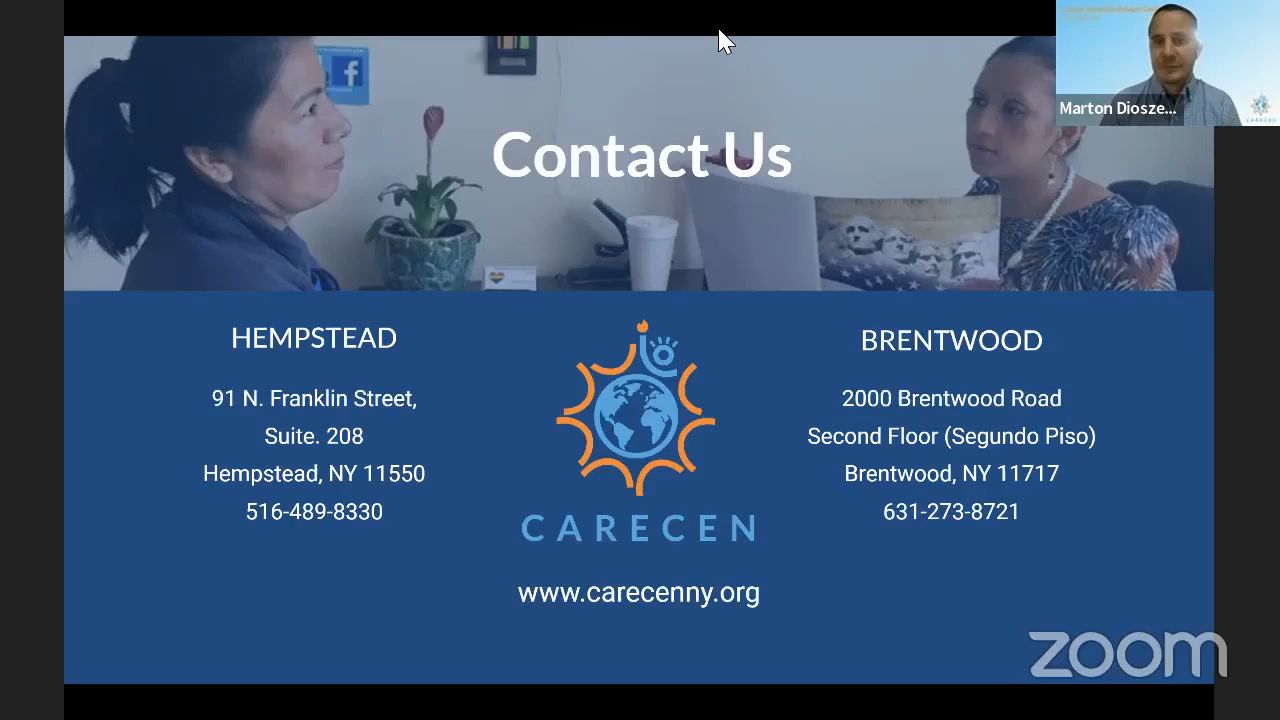 Contact Us
Marton Diosze...
HEMPSTEAD
91 N. Franklin Street,
Suite. 208
Hempstead, NY 11550
516-489-8330
CARECEN
www.carecenny.org
BRENTWOOD
2000 Brentwood Road
Second Floor (Segundo Piso)
Brentwood, NY 11717
631-273-8721
zoom